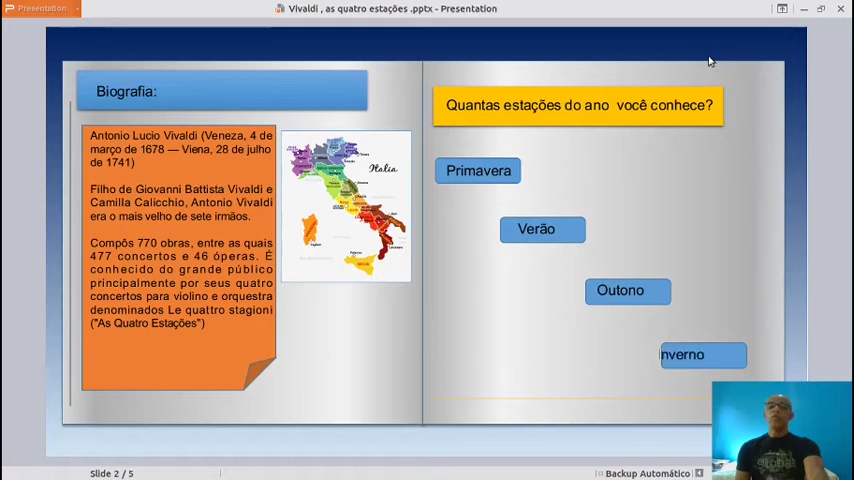 Presentation
Vivaldi , as quatro estações .pptx - Presentation
Biografia:
Antonio Lucio Vivaldi (Veneza, 4 de
março de 1678 — Viena, 28 de julho
de 1741)
Filho de Giovanni Battista Vivaldi e
Camilla Calicchio, Antonio Vivaldi
era o mais velho de sete irmãos.
Compôs 770 obras, entre as quais
477 concertos e 46 óperas. É
conhecido do grande público
principalmente por seus quatro
concertos para violino e orquestra
denominados Le quattro stagioni
("As Quatro Estações")
Italia
Quantas estações do ano você conhece?
Primavera
Verão
Outono
Inverno
global
Slide 2 / 5
Backup Automático